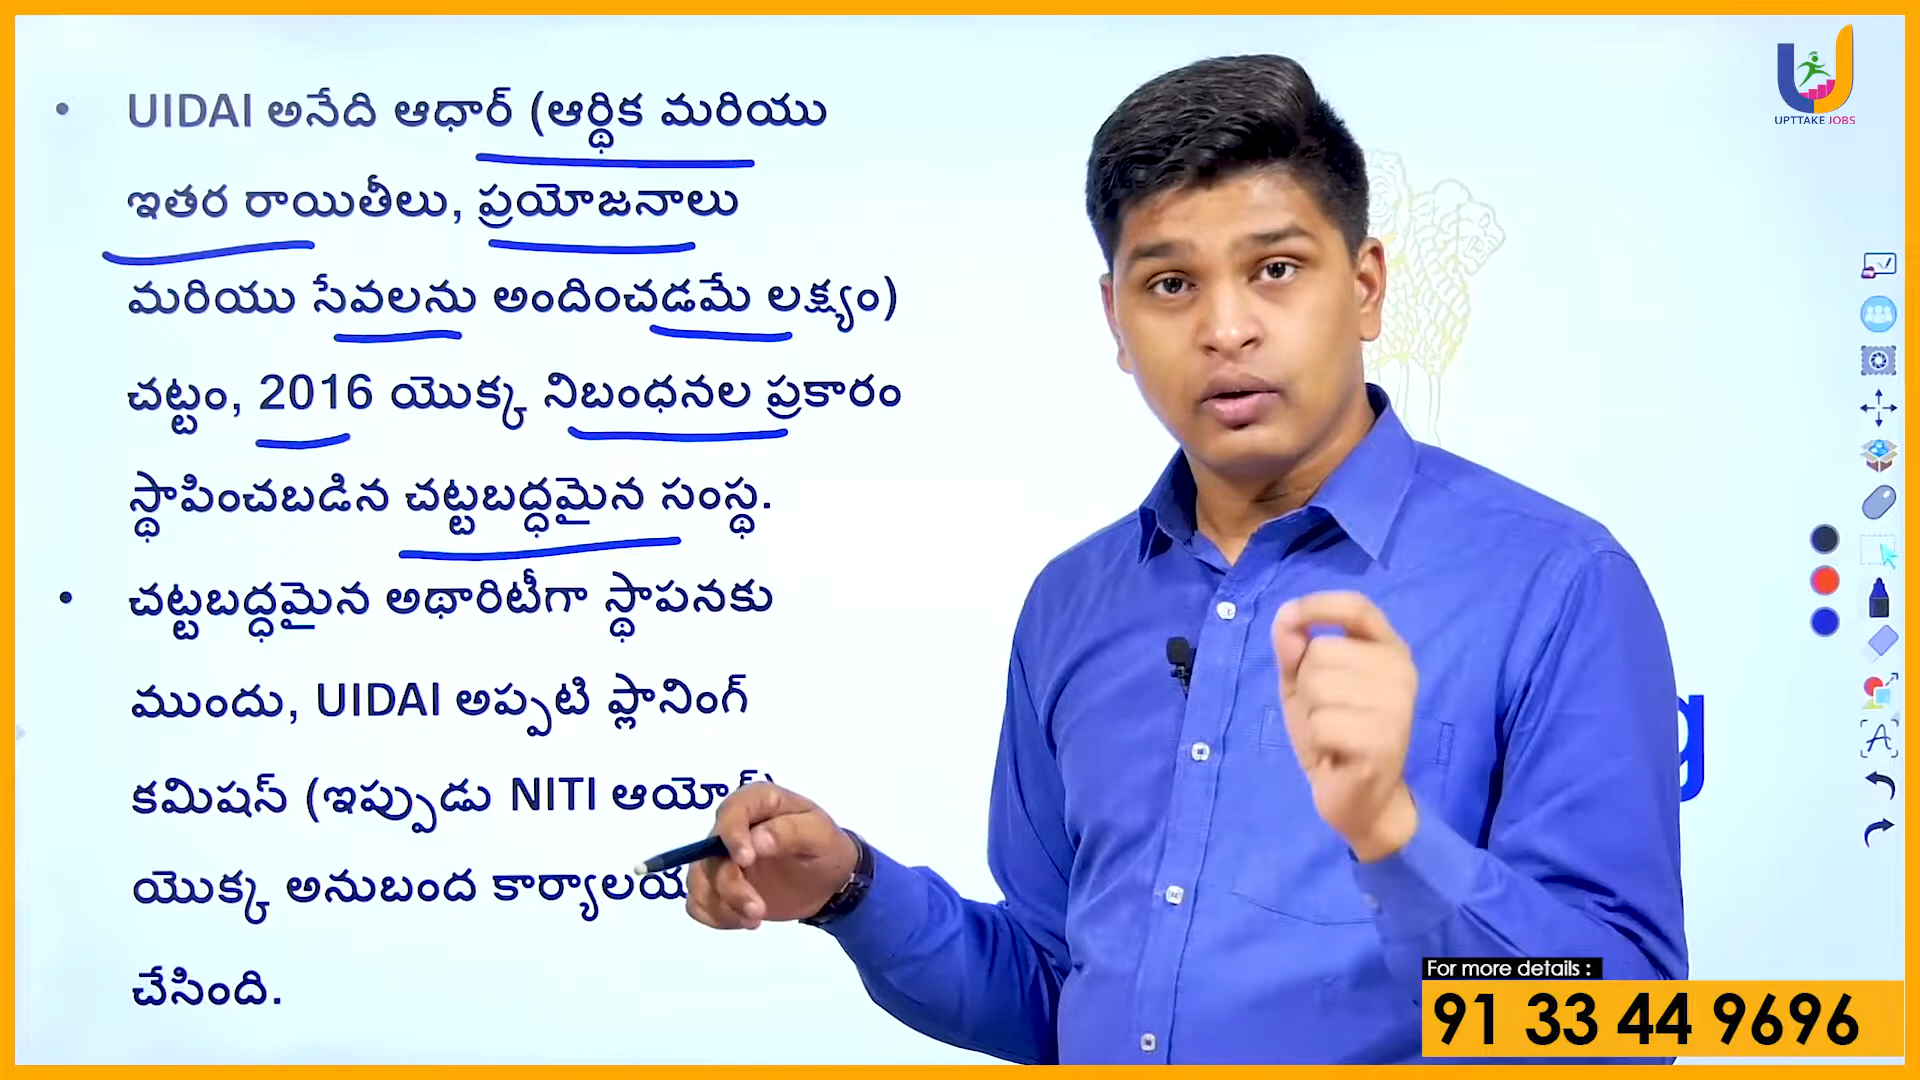 UIDAI అనేది ఆధార్ (ఆర్థిక మరియు
ఇతర రాయితీలు, ప్రయోజనాలు
మరియు సేవలను అందించడమే లక్ష్యం)
చట్టం, 2016 యొక్క నిబంధనల ప్రకారం
స్థాపించబడిన చట్టబద్ధమైన సంస్థ.
చట్టబద్ధమైన అథారిటీగా స్థాపనకు
ముందు, UIDAI అప్పటి ప్లానింగ్
కమిషన్ (ఇప్పుడు NITI
యొక్క అనుబంద
చేసింది.
UPTTAKE JOBS
For more details :
91 33 44 9696